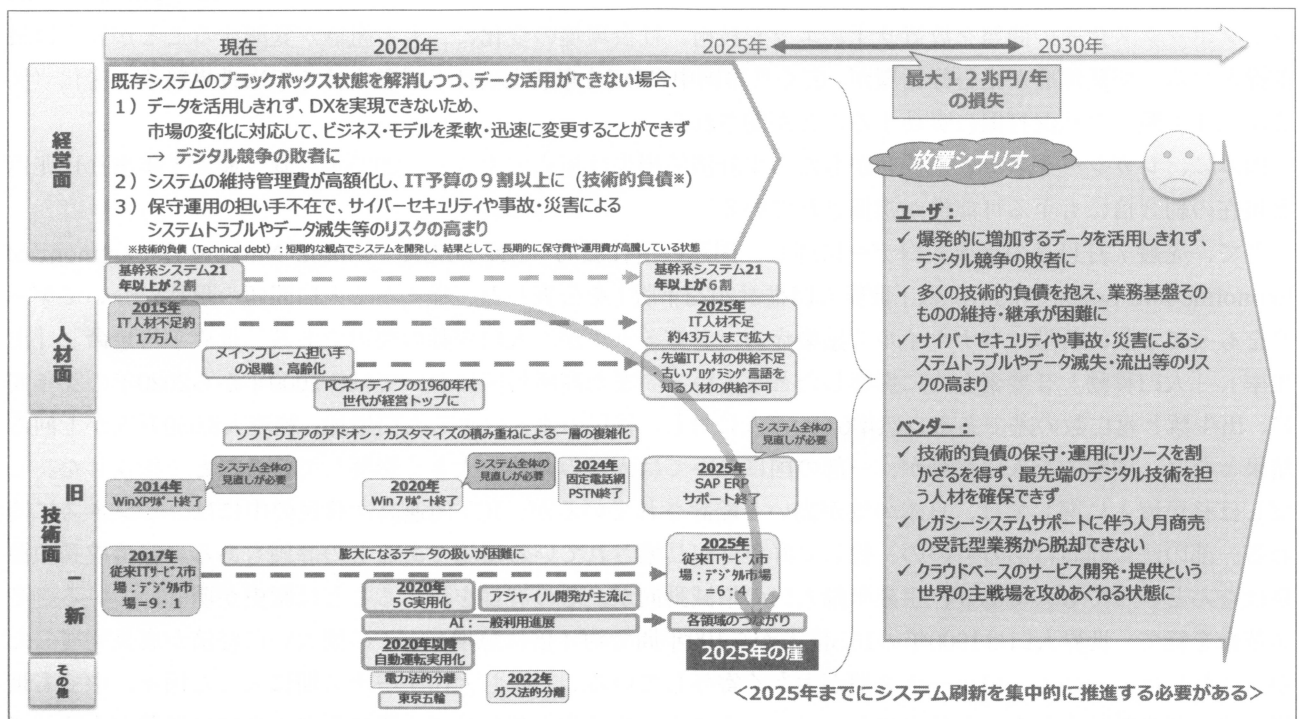 現在
2020年
2025年
2030年
最大12兆円/年
の損失
経営面
既存システムのブラックボックス状態を解消しつつ、データ活用ができない場合、
1）データを活用しきれず、DXを実現できないため、
市場の変化に対応して、ビジネス・モデルを柔軟・迅速に変更することができず
→ デジタル競争の敗者に
2）システムの維持管理費が高額化し、IT予算の9割以上に（技術的負債※）
3）保守運用の担い手不在で、サイバーセキュリティや事故・災害による
システムトラブルやデータ滅失等のリスクの高まり
※技術的負債（Technical debt）：短期的な観点でシステムを開発し、結果として、長期的に保守費や運用費が高騰している状態
基幹系システム21
年以上が2割
基幹系システム21
年以上が6割
人材面
2015年
IT人材不足約
17万人
2025年
IT人材不足
約43万人まで拡大
メインフレーム担い手
の退職・高齢化
・先端IT人材の供給不足
・古いプログラミング言語を
知る人材の供給不可
PCネイティブの1960年代
世代が経営トップに
技術面
旧
ー
新
ソフトウエアのアドオン・カスタマイズの積み重ねによる一層の複雑化
システム全体の
見直しが必要
2014年
WinXPサポート終了
システム全体の
見直しが必要
2020年
Win7サポート終了
システム全体の
見直しが必要
2024年
固定電話網
PSTN終了
2025年
SAP ERP
サポート終了
膨大になるデータの扱いが困難に
2017年
従来ITサービス市
場：デジタル市
場=9：1
2025年
従来ITサービス市
場：デジタル市場
=6：4
2020年
5G実用化
アジャイル開発が主流に
AI：一般利用進展
各領域のつながり
2020年以降
自動運転実用化
2025年の崖
その他
電力法的分離
2022年
ガス法的分離
東京五輪
放置シナリオ
ユーザ：
✓ 爆発的に増加するデータを活用しきれず、
デジタル競争の敗者に
✓ 多くの技術的負債を抱え、業務基盤その
ものの維持・継承が困難に
✓ サイバーセキュリティや事故・災害によるシ
ステムトラブルやデータ滅失・流出等のリス
クの高まり
ベンダー：
✓ 技術的負債の保守・運用にリソースを割
かざるを得ず、最先端のデジタル技術を担
う人材を確保できず
✓ レガシーシステムサポートに伴う人月商売
の受託型業務から脱却できない
✓ クラウドベースのサービス開発・提供という
世界の主戦場を攻めあぐねる状態に
＜2025年までにシステム刷新を集中的に推進する必要がある＞